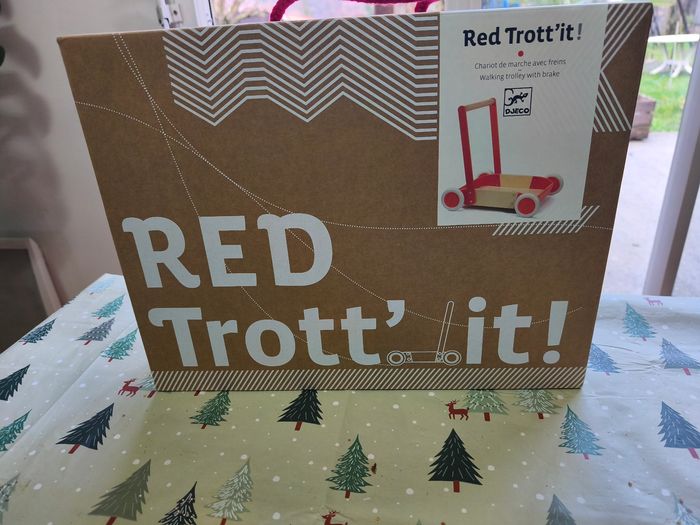 Red Trott'it!
Chariot de marche avec freins
Walking trolley with brake
DJECO
RED
Trott' it!